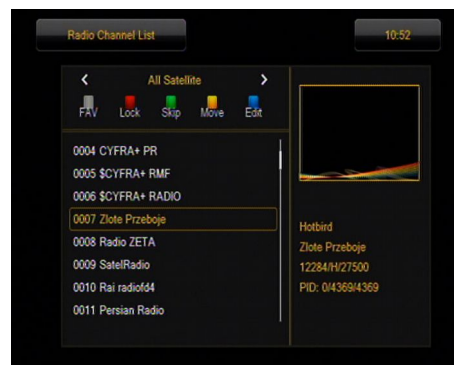 Radio Channel List
10:52
All Satellite
FAV Lock Skip Move Edit
0004 CYFRA+ PR
0005 $CYFRA+ RMF
0006 $CYFRA+ RADIO
0007 Zlote Przeboje
0008 Radio ZETA
0009 SatelRadio
0010 Rai radiofd4
0011 Persian Radio
Hotbird
Zlote Przeboje
12284/H/27500
PID: 0/4369/4369